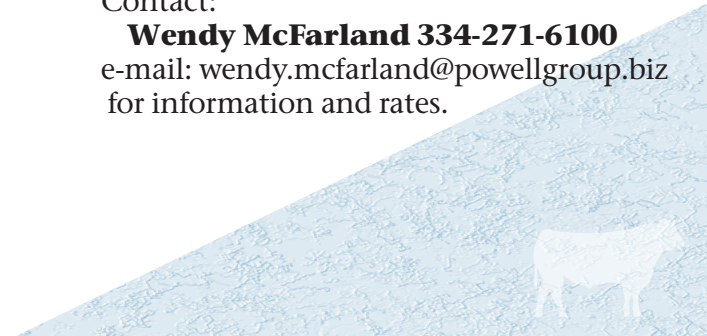 Contact:
Wendy McFarland 334-271-6100
e-mail: wendy.mcfarland@powellgroup.biz
for information and rates.